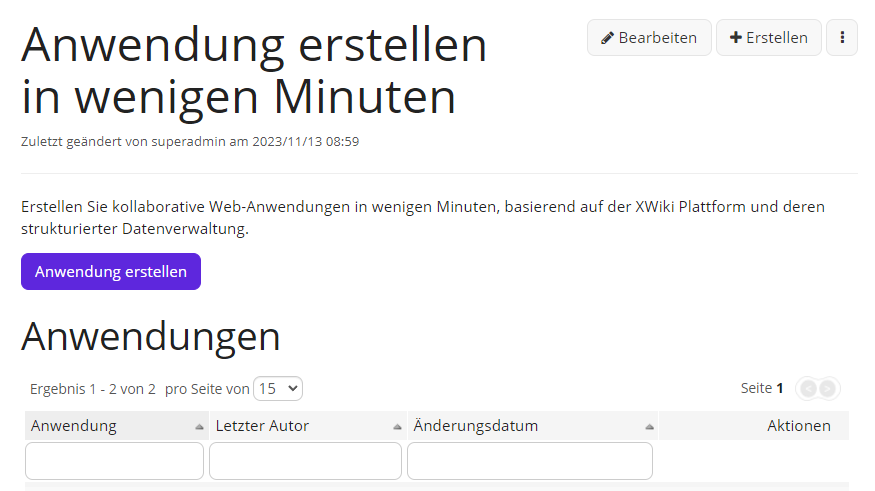 Anwendung erstellen
in wenigen Minuten
Bearbeiten
Erstellen
Zuletzt geändert von superadmin am 2023/11/13 08:59
Erstellen Sie kollaborative Web-Anwendungen in wenigen Minuten, basierend auf der XWiki Plattform und deren
strukturierter Datenverwaltung.
Anwendung erstellen
Anwendungen
Ergebnis 1 - 2 von 2 pro Seite von 15
Seite 1
Anwendung Letzter Autor Änderungsdatum Aktionen